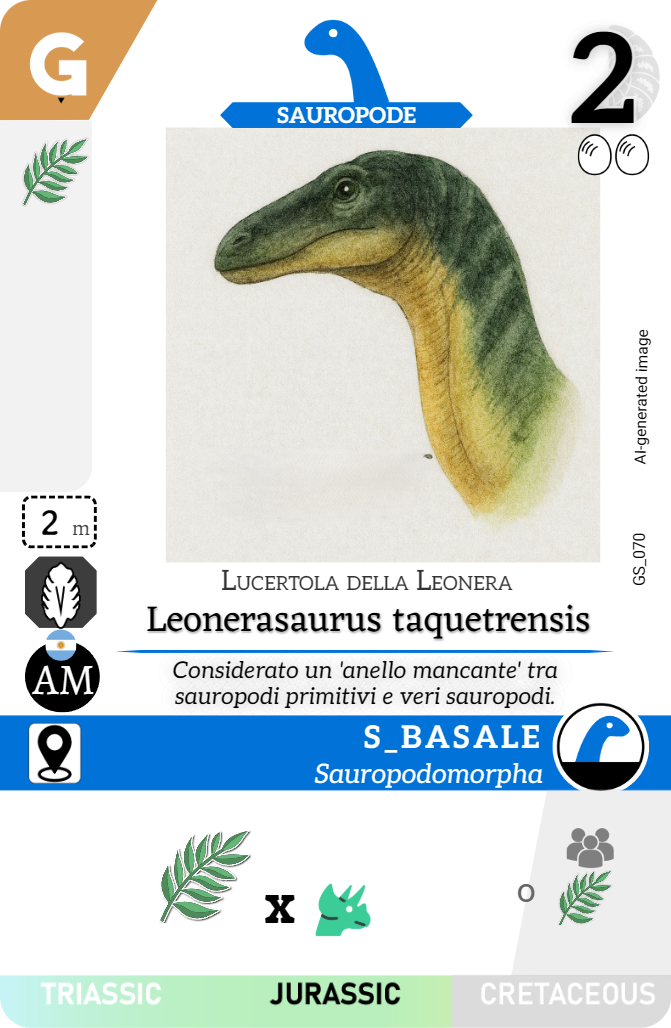 G
SAUROPODE
2
AI-generated image
GS_070
2 m
AM
Lucertola della Leonera
Leonerasaurus taquetrensis
Considerato un 'anello mancante' tra
sauropodi primitivi e veri sauropodi.
S_BASALE
Sauropodomorpha
x
o
TRIASSIC
JURASSIC
CRETACEOUS